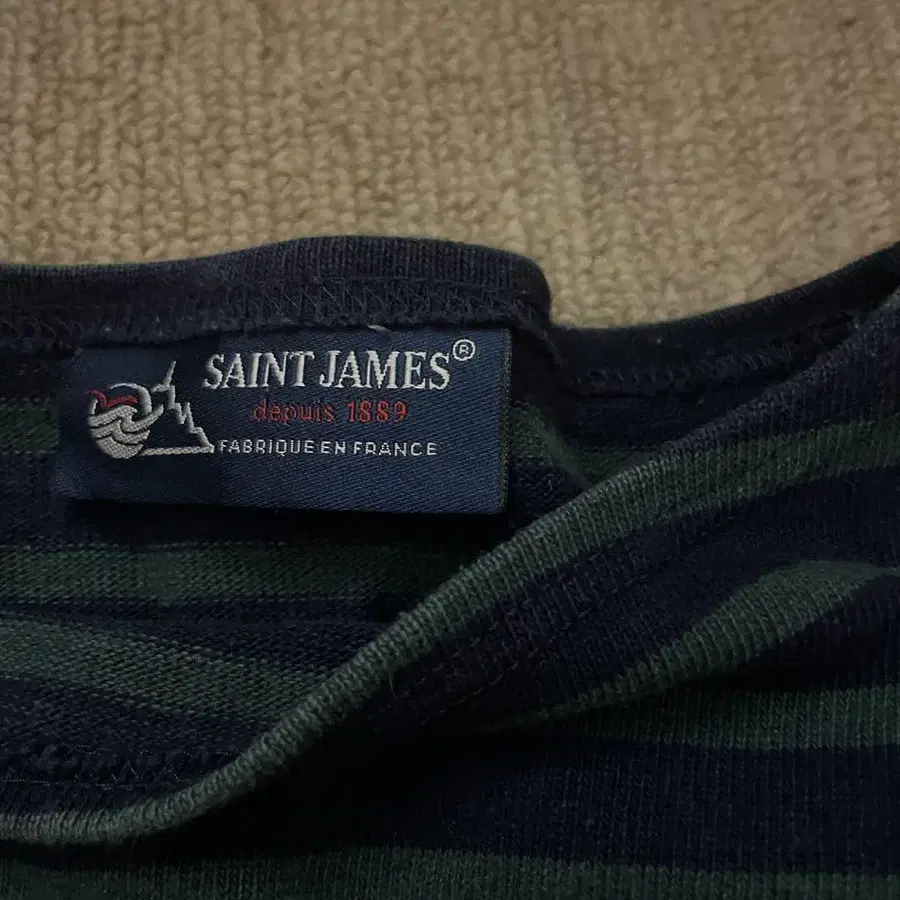 SAINT JAMES®
depuis 1889
FABRIQUE EN FRANCE